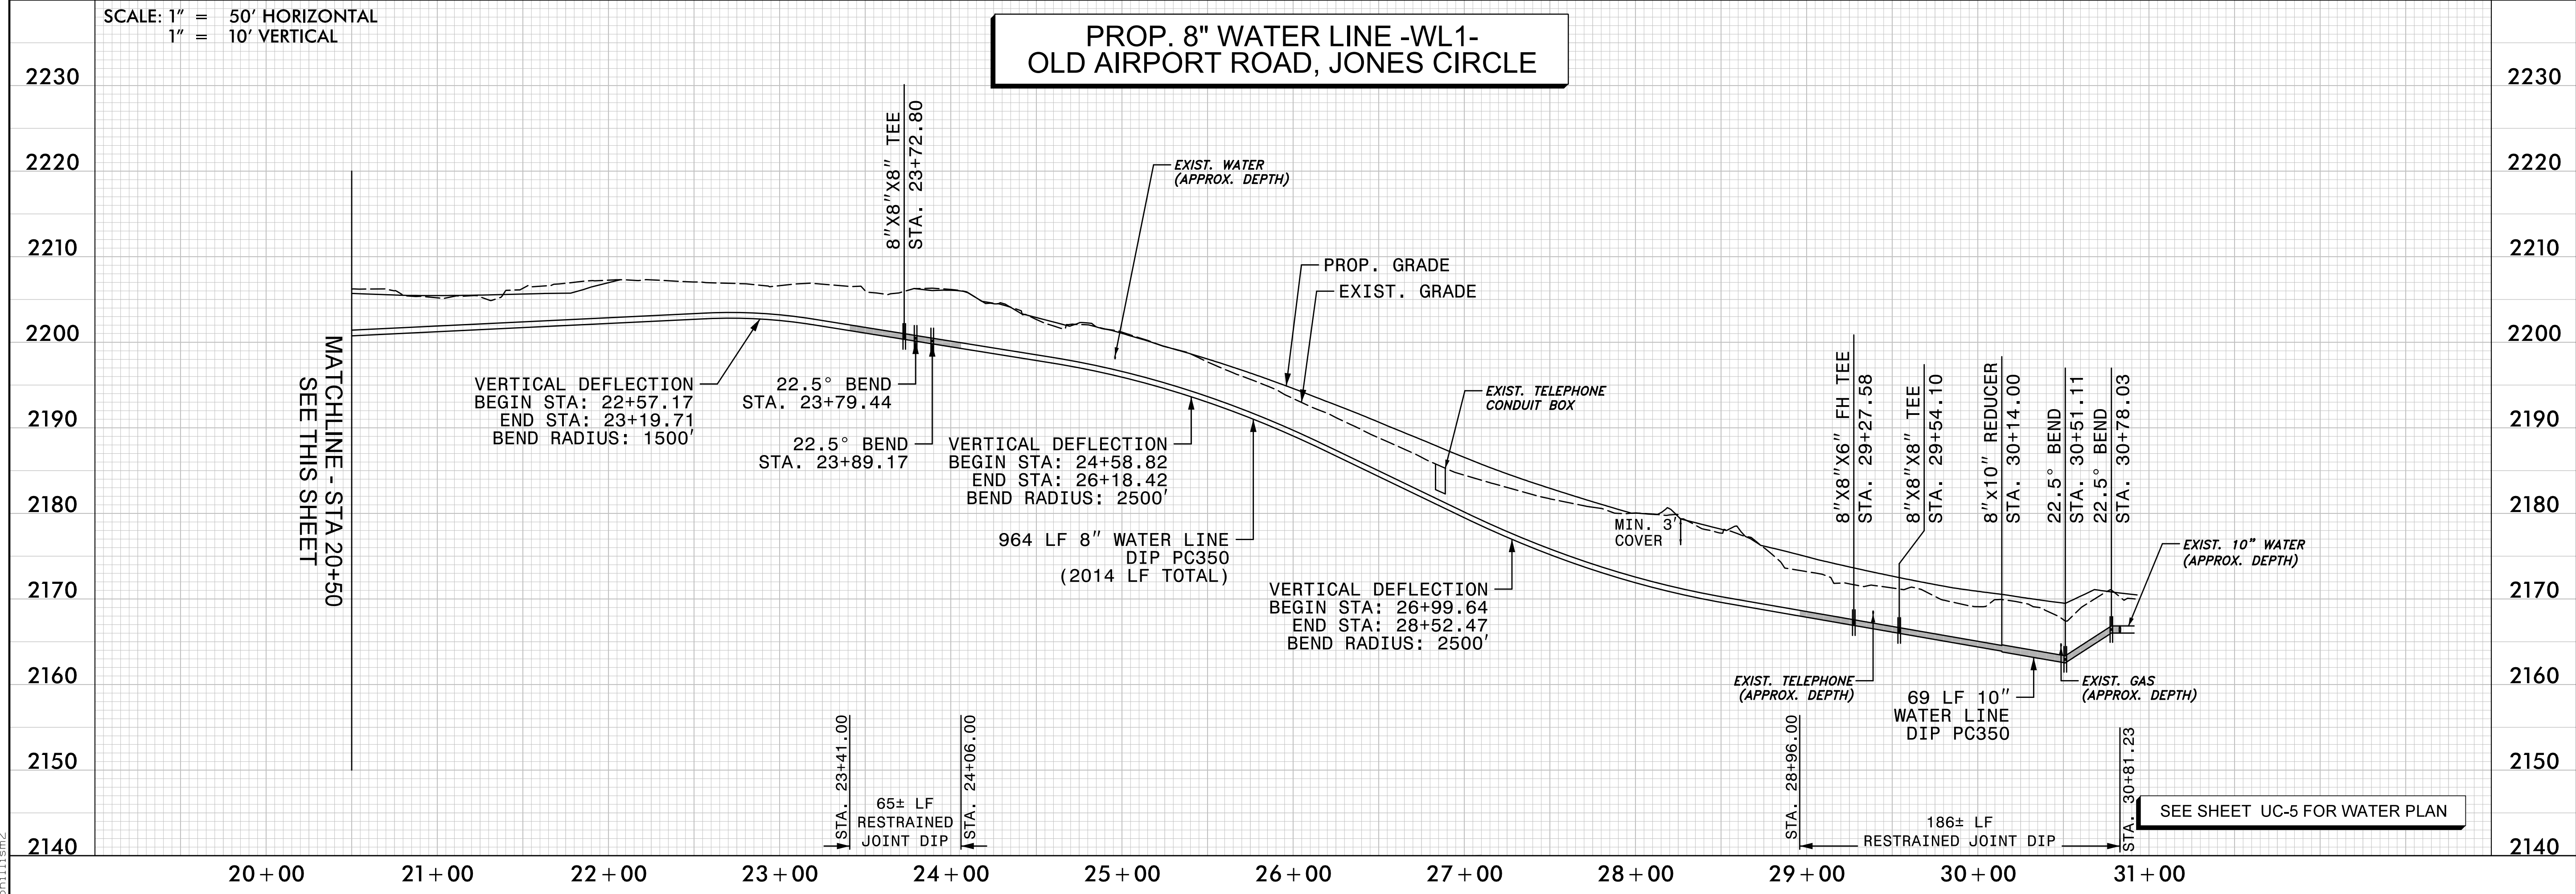 SCALE: 1" = 50' HORIZONTAL
1" = 10' VERTICAL
PROP. 8" WATER LINE -WL1-
OLD AIRPORT ROAD, JONES CIRCLE
2230
2220
2210
2200
2190
2180
2170
2160
2150
2140
2230
2220
2210
2200
2190
2180
2170
2160
2150
2140
MATCHLINE - STA 20+50
SEE THIS SHEET
8"X8"X8" TEE
STA. 23+72.80
EXIST. WATER
(APPROX. DEPTH)
PROP. GRADE
EXIST. GRADE
VERTICAL DEFLECTION
BEGIN STA: 22+57.17
END STA: 23+19.71
BEND RADIUS: 1500'
22.5° BEND
STA. 23+79.44
22.5° BEND
STA. 23+89.17
VERTICAL DEFLECTION
BEGIN STA: 24+58.82
END STA: 26+18.42
BEND RADIUS: 2500'
964 LF 8" WATER LINE
DIP PC350
(2014 LF TOTAL)
EXIST. TELEPHONE
CONDUIT BOX
VERTICAL DEFLECTION
BEGIN STA: 26+99.64
END STA: 28+52.47
BEND RADIUS: 2500'
MIN. 3'
COVER
8"X8"X6" FH TEE
STA. 29+27.58
8"X8"X8" TEE
STA. 29+54.10
8"x10" REDUCER
STA. 30+14.00
22.5° BEND
STA. 30+51.11
22.5° BEND
STA. 30+78.03
EXIST. 10" WATER
(APPROX. DEPTH)
EXIST. TELEPHONE
(APPROX. DEPTH)
EXIST. GAS
(APPROX. DEPTH)
69 LF 10"
WATER LINE
DIP PC350
STA. 23+41.00
65± LF
RESTRAINED
JOINT DIP
STA. 24+06.00
STA. 28+96.00
186± LF
RESTRAINED JOINT DIP
STA. 30+81.23
SEE SHEET UC-5 FOR WATER PLAN
20+00
21+00
22+00
23+00
24+00
25+00
26+00
27+00
28+00
29+00
30+00
31+00